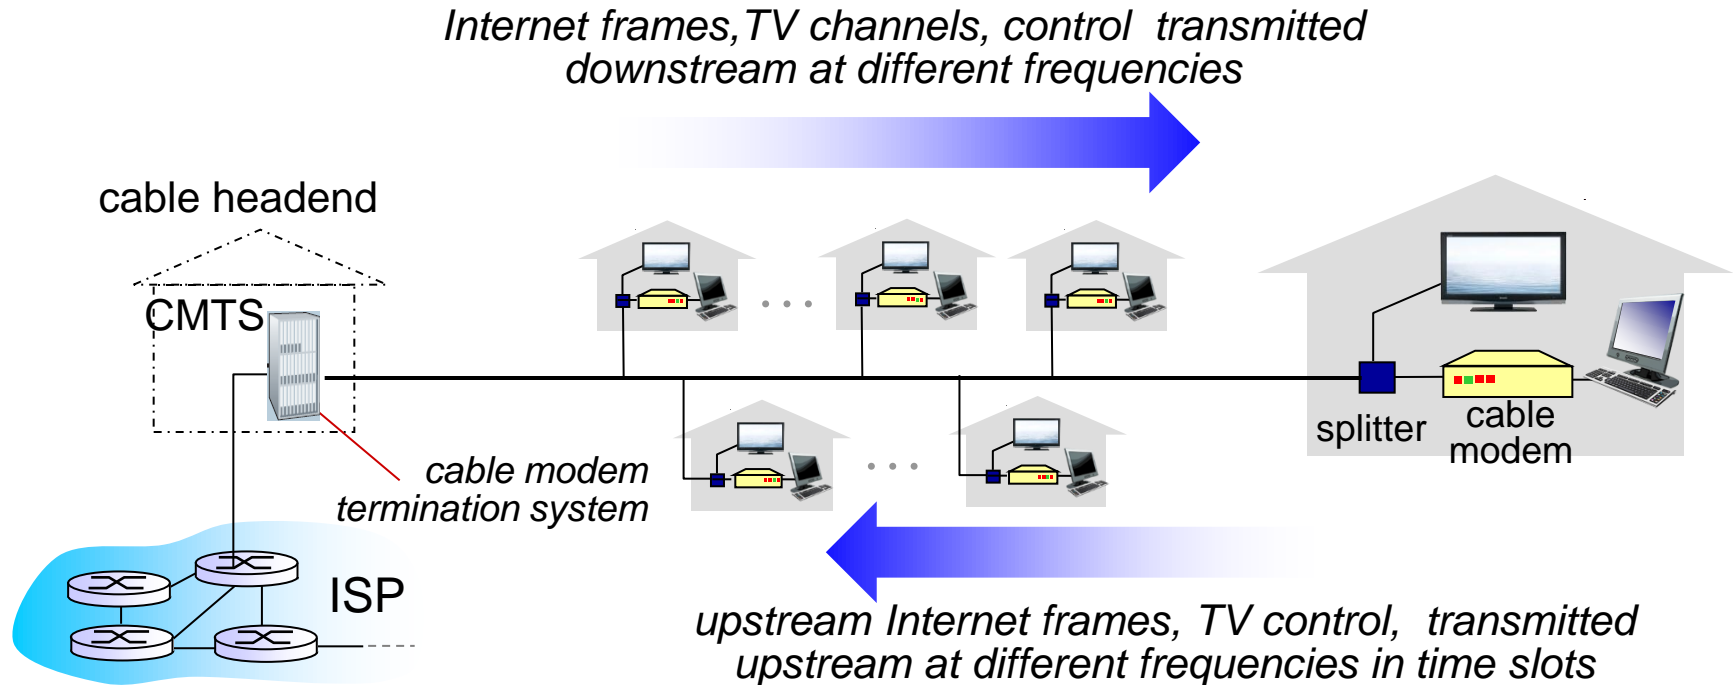 Internet frames,TV channels, control  transmitted
downstream at different frequencies
cable headend
CMTS
splitter
cable
modem
cable modem
termination system
ISP
upstream Internet frames, TV control,  transmitted
upstream at different frequencies in time slots